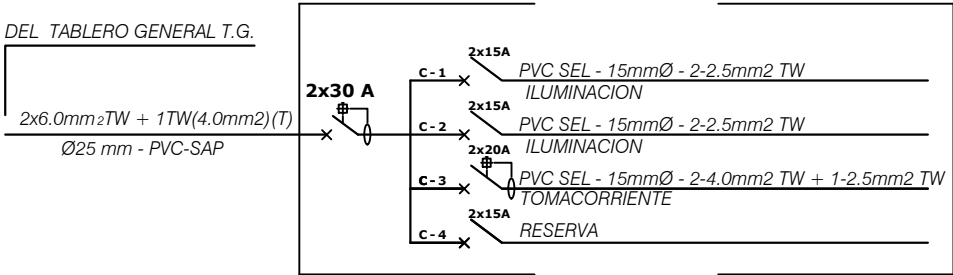 DEL TABLERO GENERAL T.G.
2x6.0mm2TW + 1TW(4.0mm2)(T)
Ø25 mm - PVC-SAP
2x30 A
C-1
2x15A
PVC SEL - 15mmØ - 2-2.5mm2 TW
ILUMINACION
C-2
2x15A
PVC SEL - 15mmØ - 2-2.5mm2 TW
ILUMINACION
C-3
2x20A
PVC SEL - 15mmØ - 2-4.0mm2 TW + 1-2.5mm2 TW
TOMACORRIENTE
C-4
2x15A
RESERVA